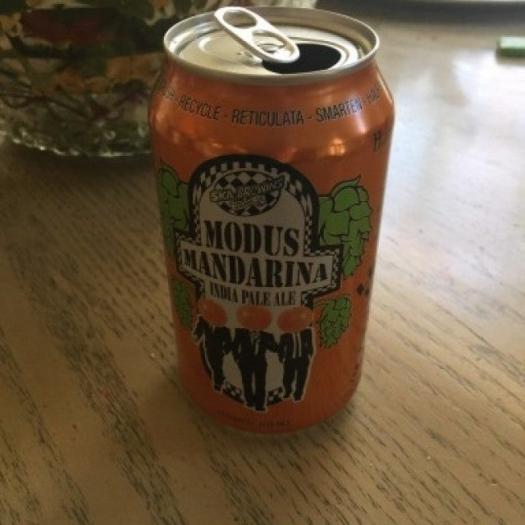 RECYCLE - RETICULATA - SMARTEN
SKA BREWING
MODUS
MANDARINA
INDIA PALE ALE